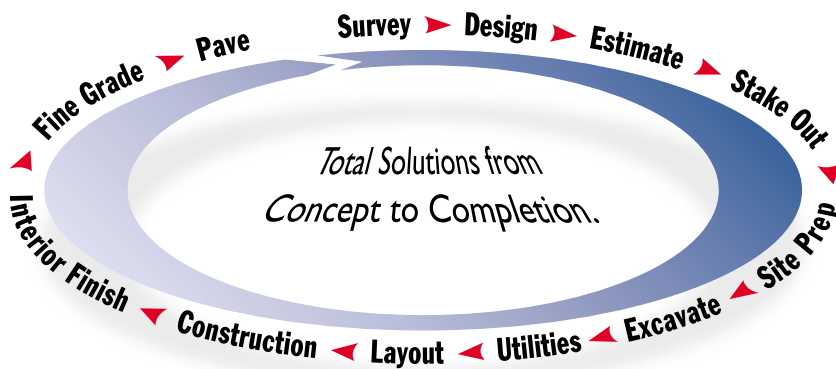 Survey
Design
Estimate
Stake Out
Site Prep
Excavate
Utilities
Layout
Construction
Interior Finish
Fine Grade
Pave
Total Solutions from
Concept to Completion.